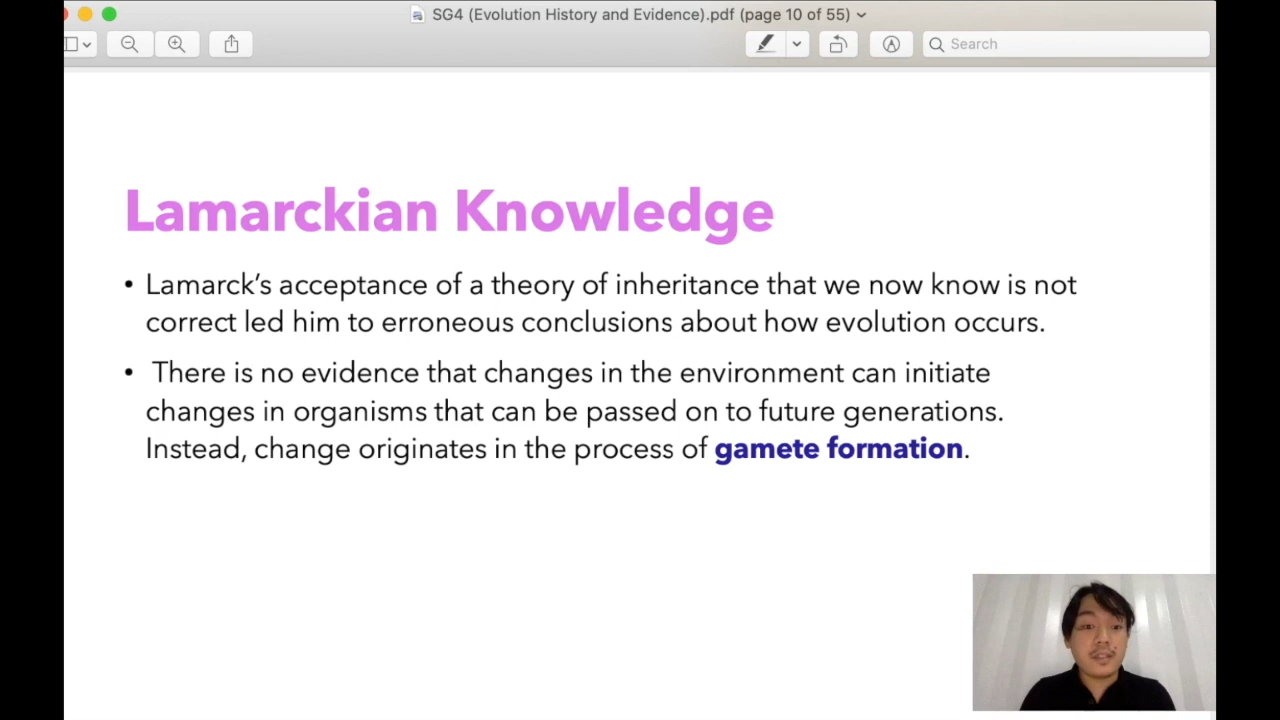 SG4 (Evolution History and Evidence).pdf (page 10 of 55)
Search
Lamarckian Knowledge
• Lamarck’s acceptance of a theory of inheritance that we now know is not
correct led him to erroneous conclusions about how evolution occurs.
• There is no evidence that changes in the environment can initiate
changes in organisms that can be passed on to future generations.
Instead, change originates in the process of gamete formation.